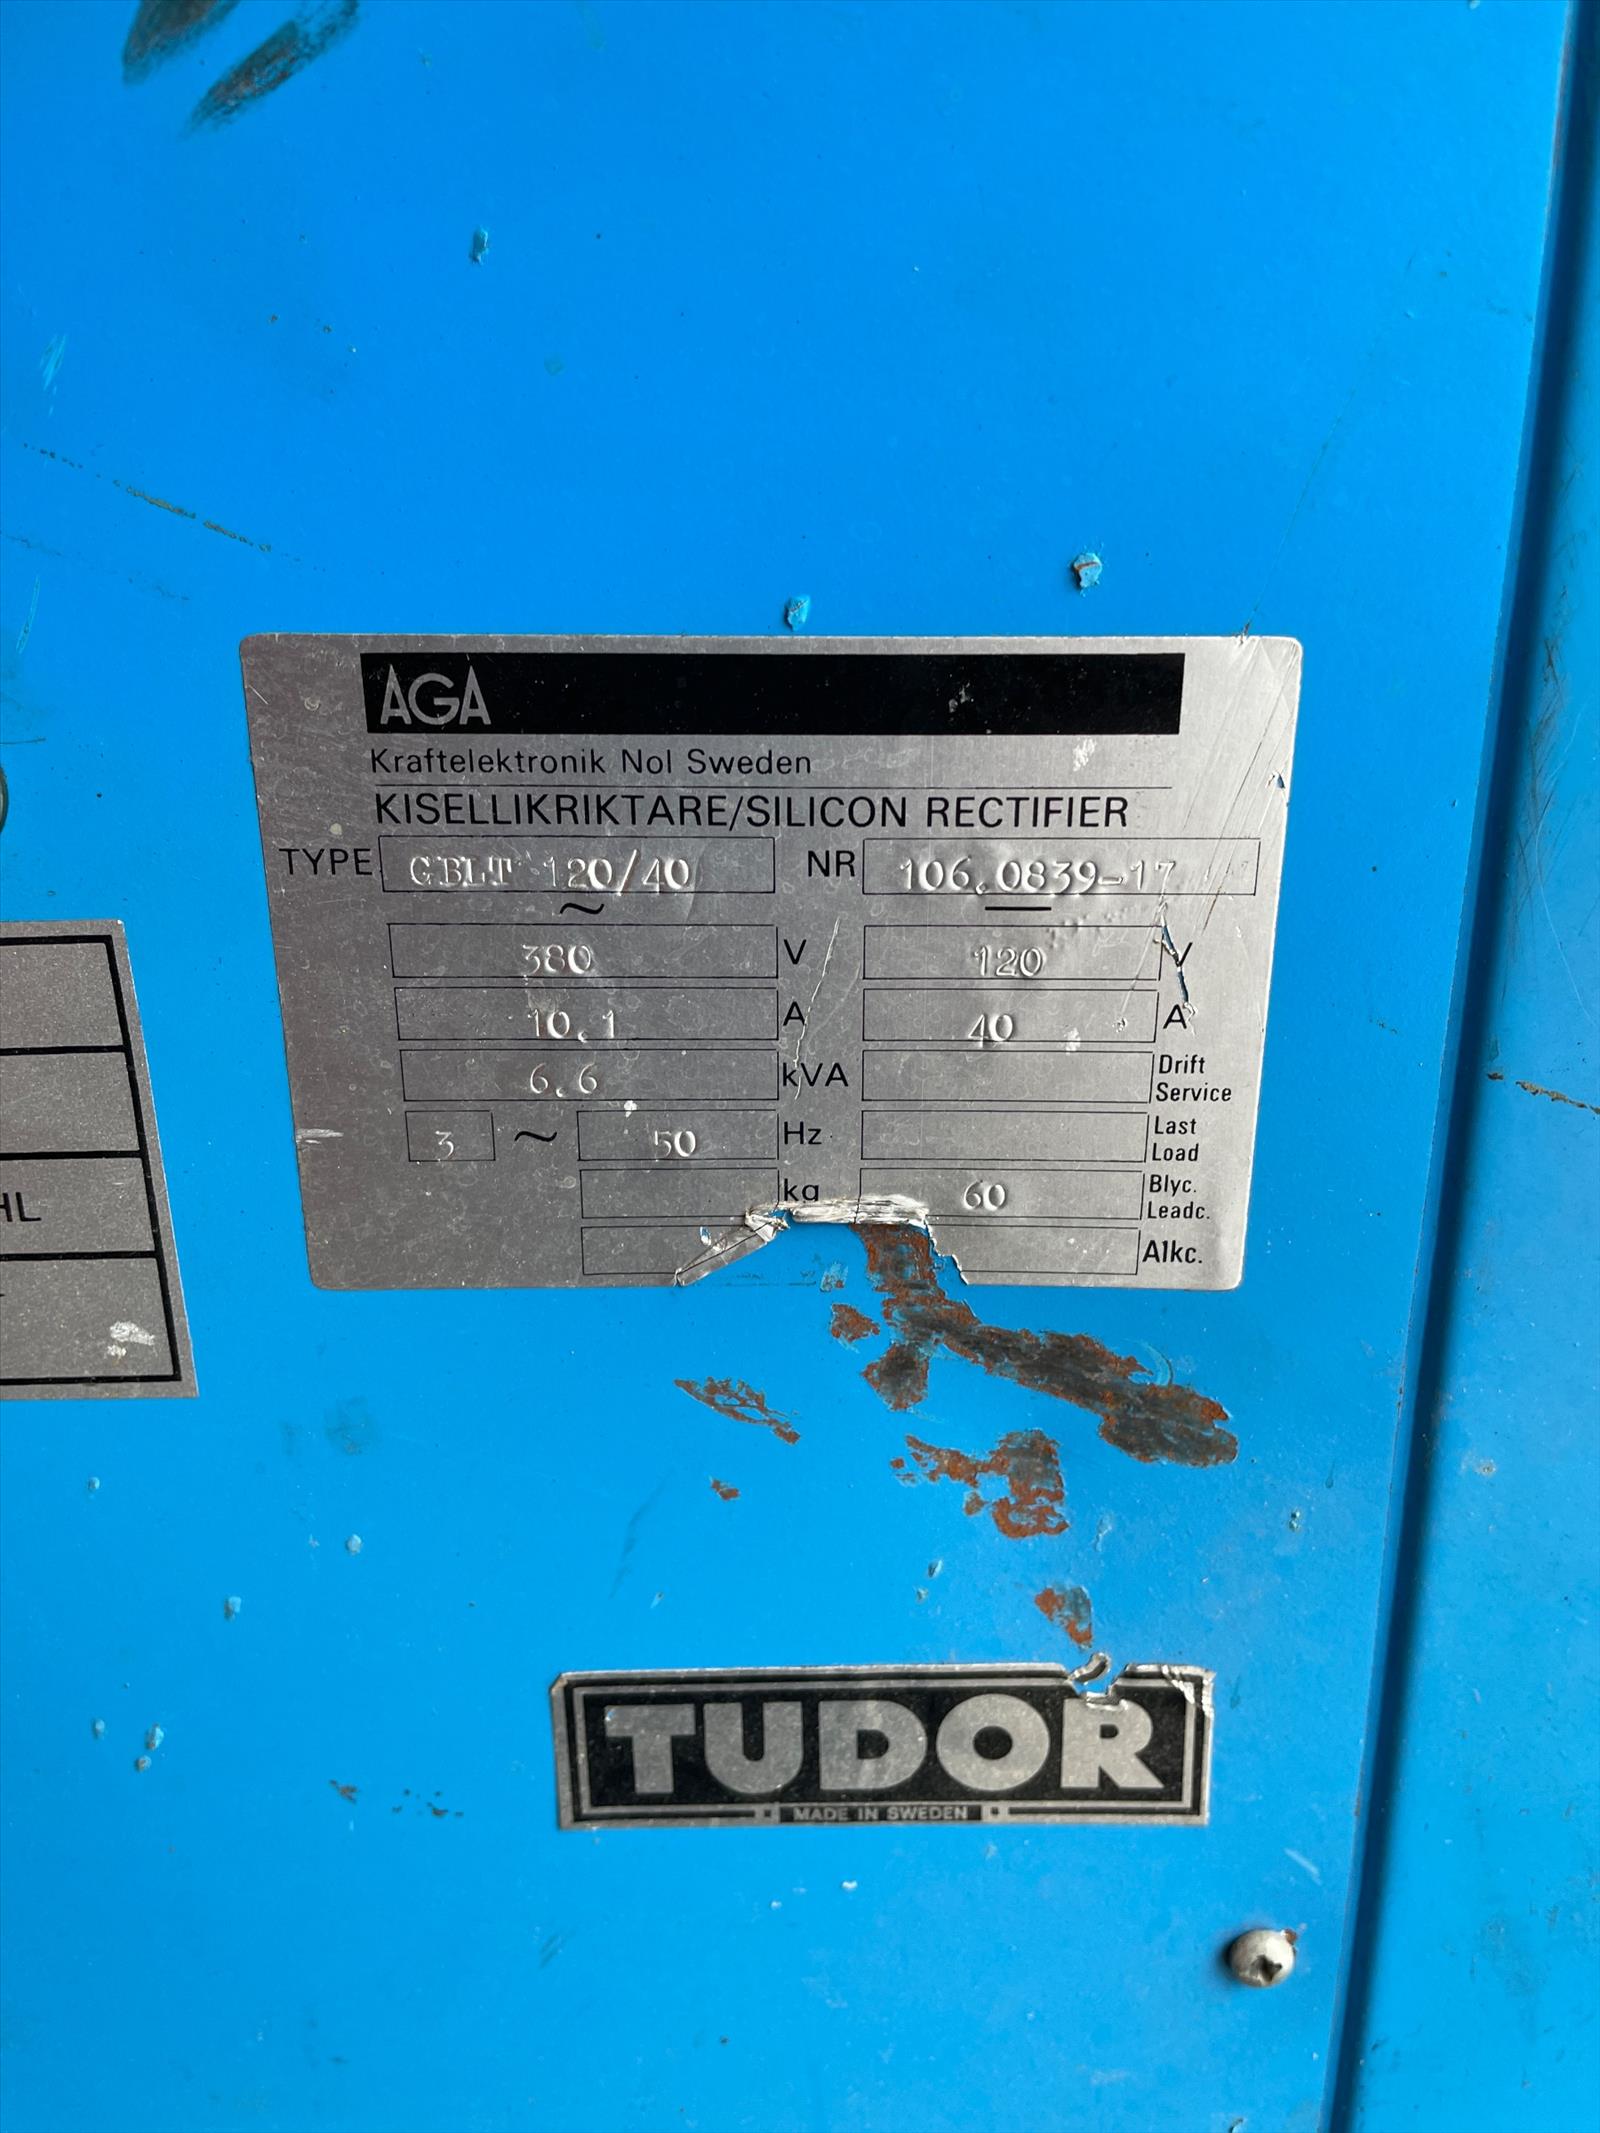 AGA
Kraftelektronik Nol Sweden
KISELLIKRIKTARE/SILICON RECTIFIER
TYPE GBLT 120/40 NR 106.0839-17
~ —
380 V 120 V
10.1 A 40 A
6.6 kVA Drift Service
3 ~ 50 Hz Last Load
kg 60 Blyc. Leadc.
Alkc.
HL
TUDOR
MADE IN SWEDEN